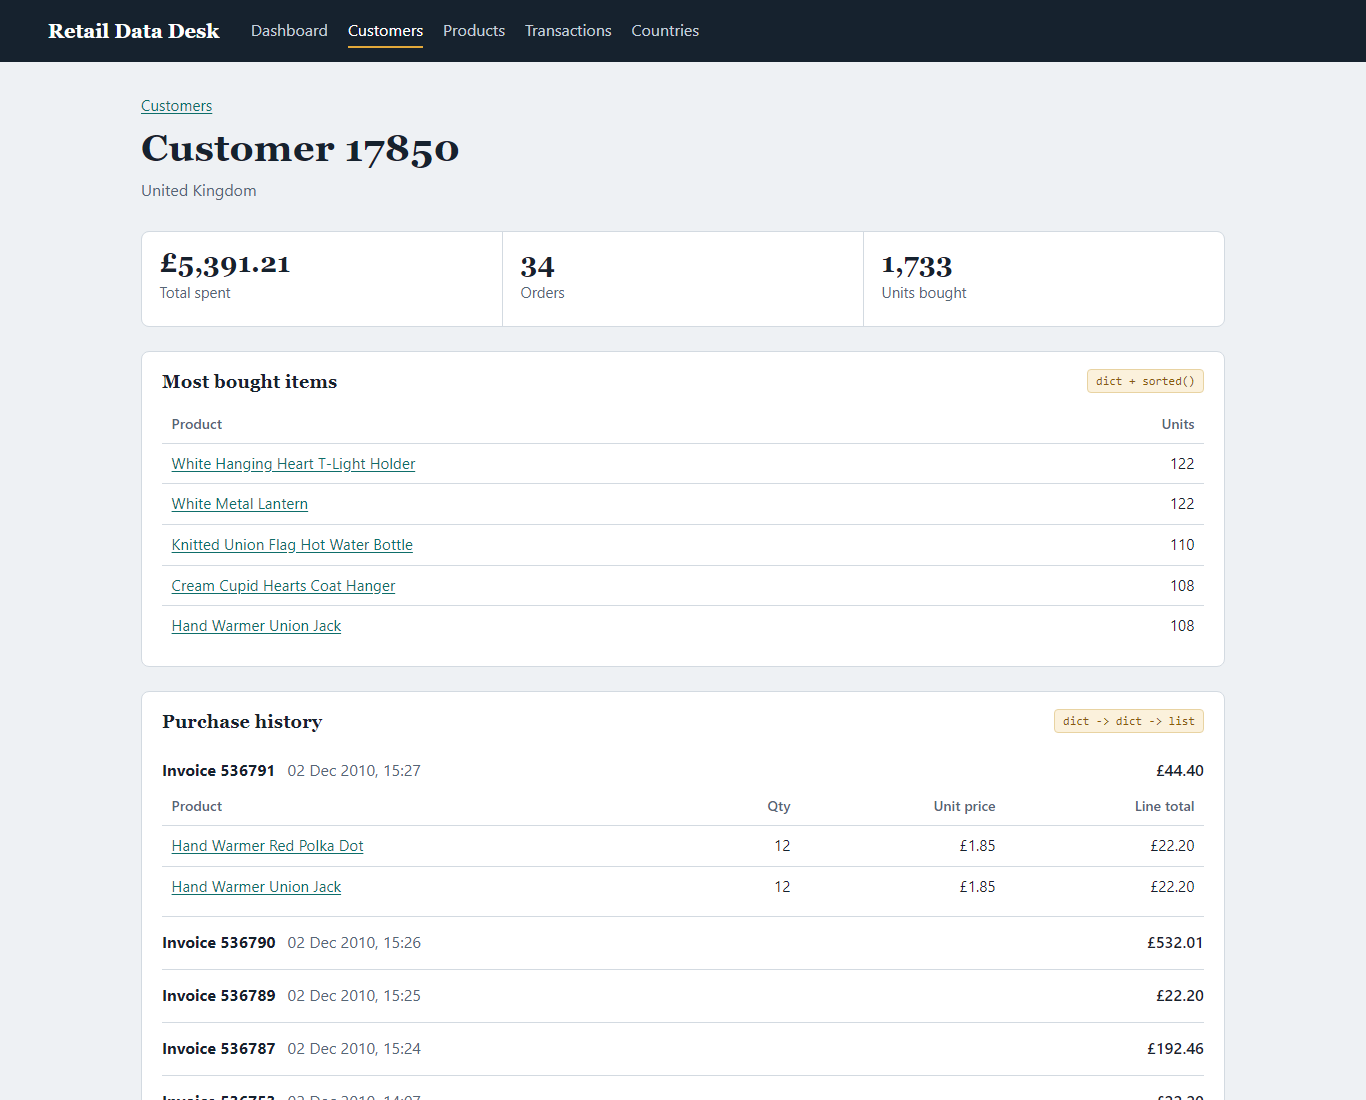 Retail Data Desk Dashboard Customers Products Transactions Countries
Customers
Customer 17850
United Kingdom
£5,391.21 34 1,733
Total spent Orders Units bought
Most bought items dict + sorted()
Product Units
White Hanging Heart T-Light Holder 122
White Metal Lantern 122
Knitted Union Flag Hot Water Bottle 110
Cream Cupid Hearts Coat Hanger 108
Hand Warmer Union Jack 108
Purchase history dict -> dict -> list
Invoice 536791 02 Dec 2010, 15:27 £44.40
Product Qty Unit price Line total
Hand Warmer Red Polka Dot 12 £1.85 £22.20
Hand Warmer Union Jack 12 £1.85 £22.20
Invoice 536790 02 Dec 2010, 15:26 £532.01
Invoice 536789 02 Dec 2010, 15:25 £22.20
Invoice 536787 02 Dec 2010, 15:24 £192.46